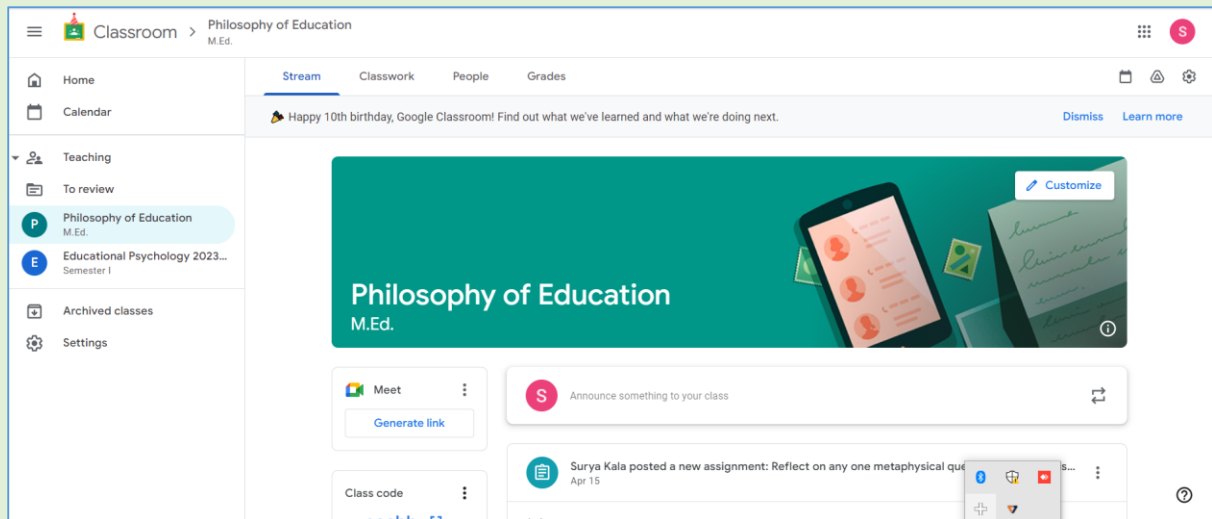 Classroom > Philosophy of Education
M.Ed.
S
Home
Calendar
Teaching
To review
P Philosophy of Education
M.Ed.
E Educational Psychology 2023...
Semester I
Archived classes
Settings
Stream Classwork People Grades
Happy 10th birthday, Google Classroom! Find out what we've learned and what we're doing next. Dismiss Learn more
Customize
Philosophy of Education
M.Ed.
Meet
Generate link
Class code
S Announce something to your class
Surya Kala posted a new assignment: Reflect on any one metaphysical
Apr 15